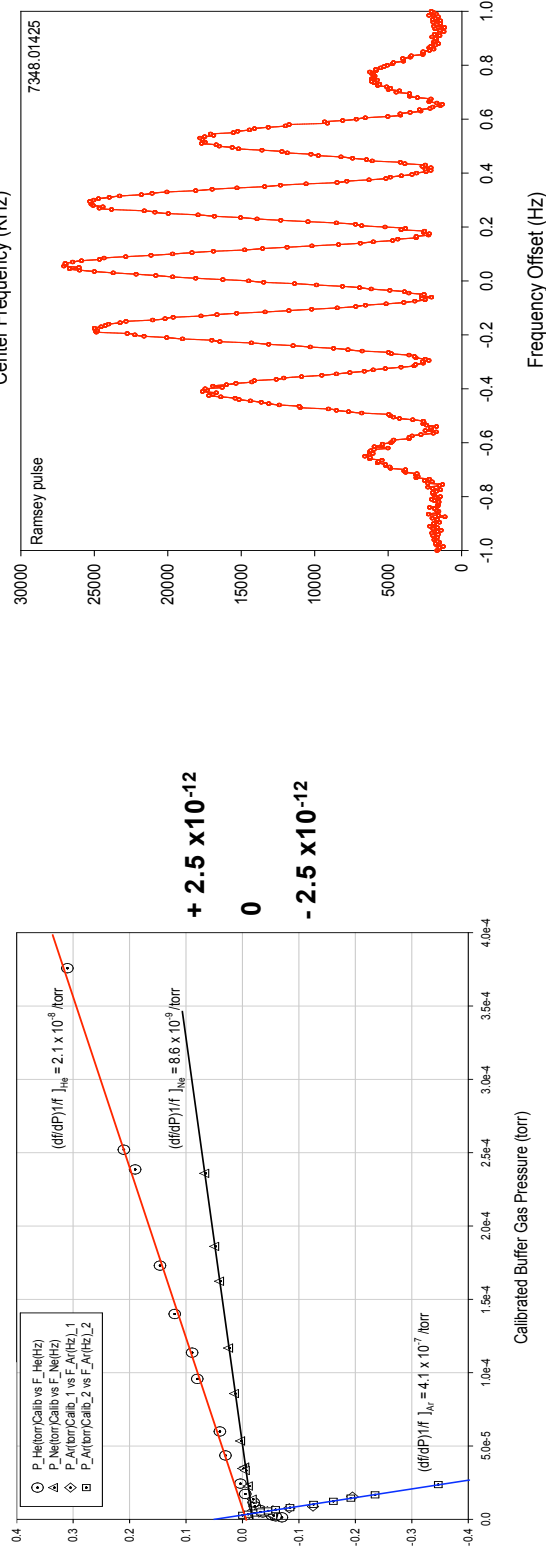 Center Frequency (KHz)
Ramsey pulse
7348.01425
30000
25000
20000
15000
10000
5000
0
-1.0
-0.8
-0.6
-0.4
-0.2
0.0
0.2
0.4
0.6
0.8
1.0
Frequency Offset (Hz)
P_He(torr)Calib vs F_He(Hz)
P_Ne(torr)Calib vs F_Ne(Hz)
P_Ar(torr)Calib_1 vs F_Ar(Hz)_1
P_Ar(torr)Calib_2 vs F_Ar(Hz)_2
(df/dP)1/f ]He = 2.1 x 10-8 /torr
(df/dP)1/f ]Ne = 8.6 x 10-9 /torr
(df/dP)1/f ]Ar = 4.1 x 10-7 /torr
0.4
0.3
0.2
0.1
0.0
-0.1
-0.2
-0.3
-0.4
0.0
5.0e-5
1.0e-4
1.5e-4
2.0e-4
2.5e-4
3.0e-4
3.5e-4
4.0e-4
Calibrated Buffer Gas Pressure (torr)
+ 2.5 x10-12
0
- 2.5 x10-12